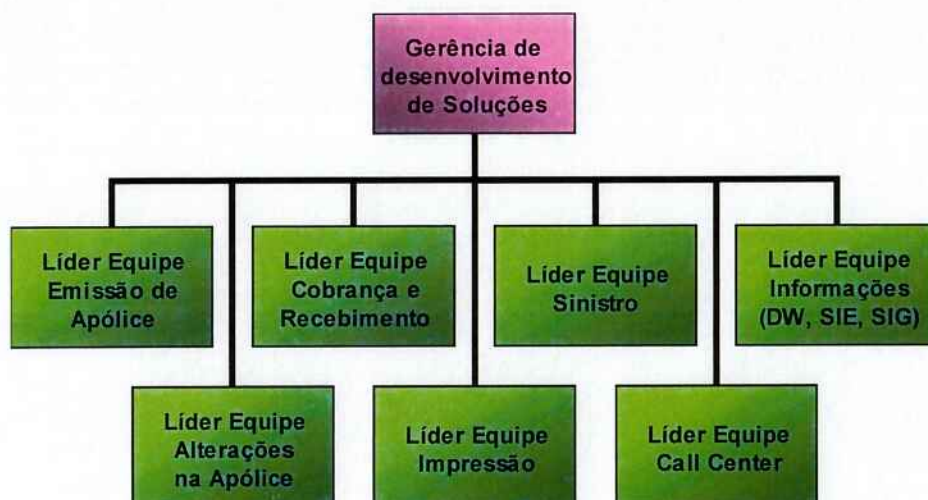 Gerência de
desenvolvimento
de Soluções
Líder Equipe
Emissão de
Apólice
Líder Equipe
Cobrança e
Recebimento
Líder Equipe
Sinistro
Líder Equipe
Informações
(DW, SIE, SIG)
Líder Equipe
Alterações
na Apólice
Líder Equipe
Impressão
Líder Equipe
Call Center